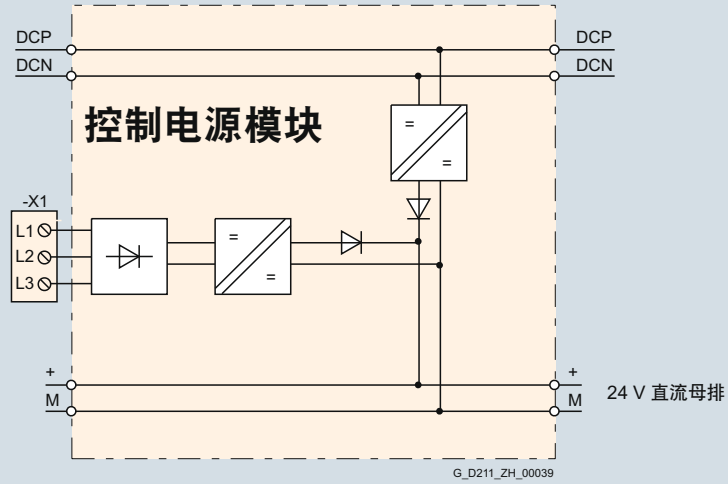 DCP DCP
DCN DCN
控制电源模块
=
=
-X1
L1
L2
L3
=
=
+ +
M M
24 V 直流母排
G_D211_ZH_00039